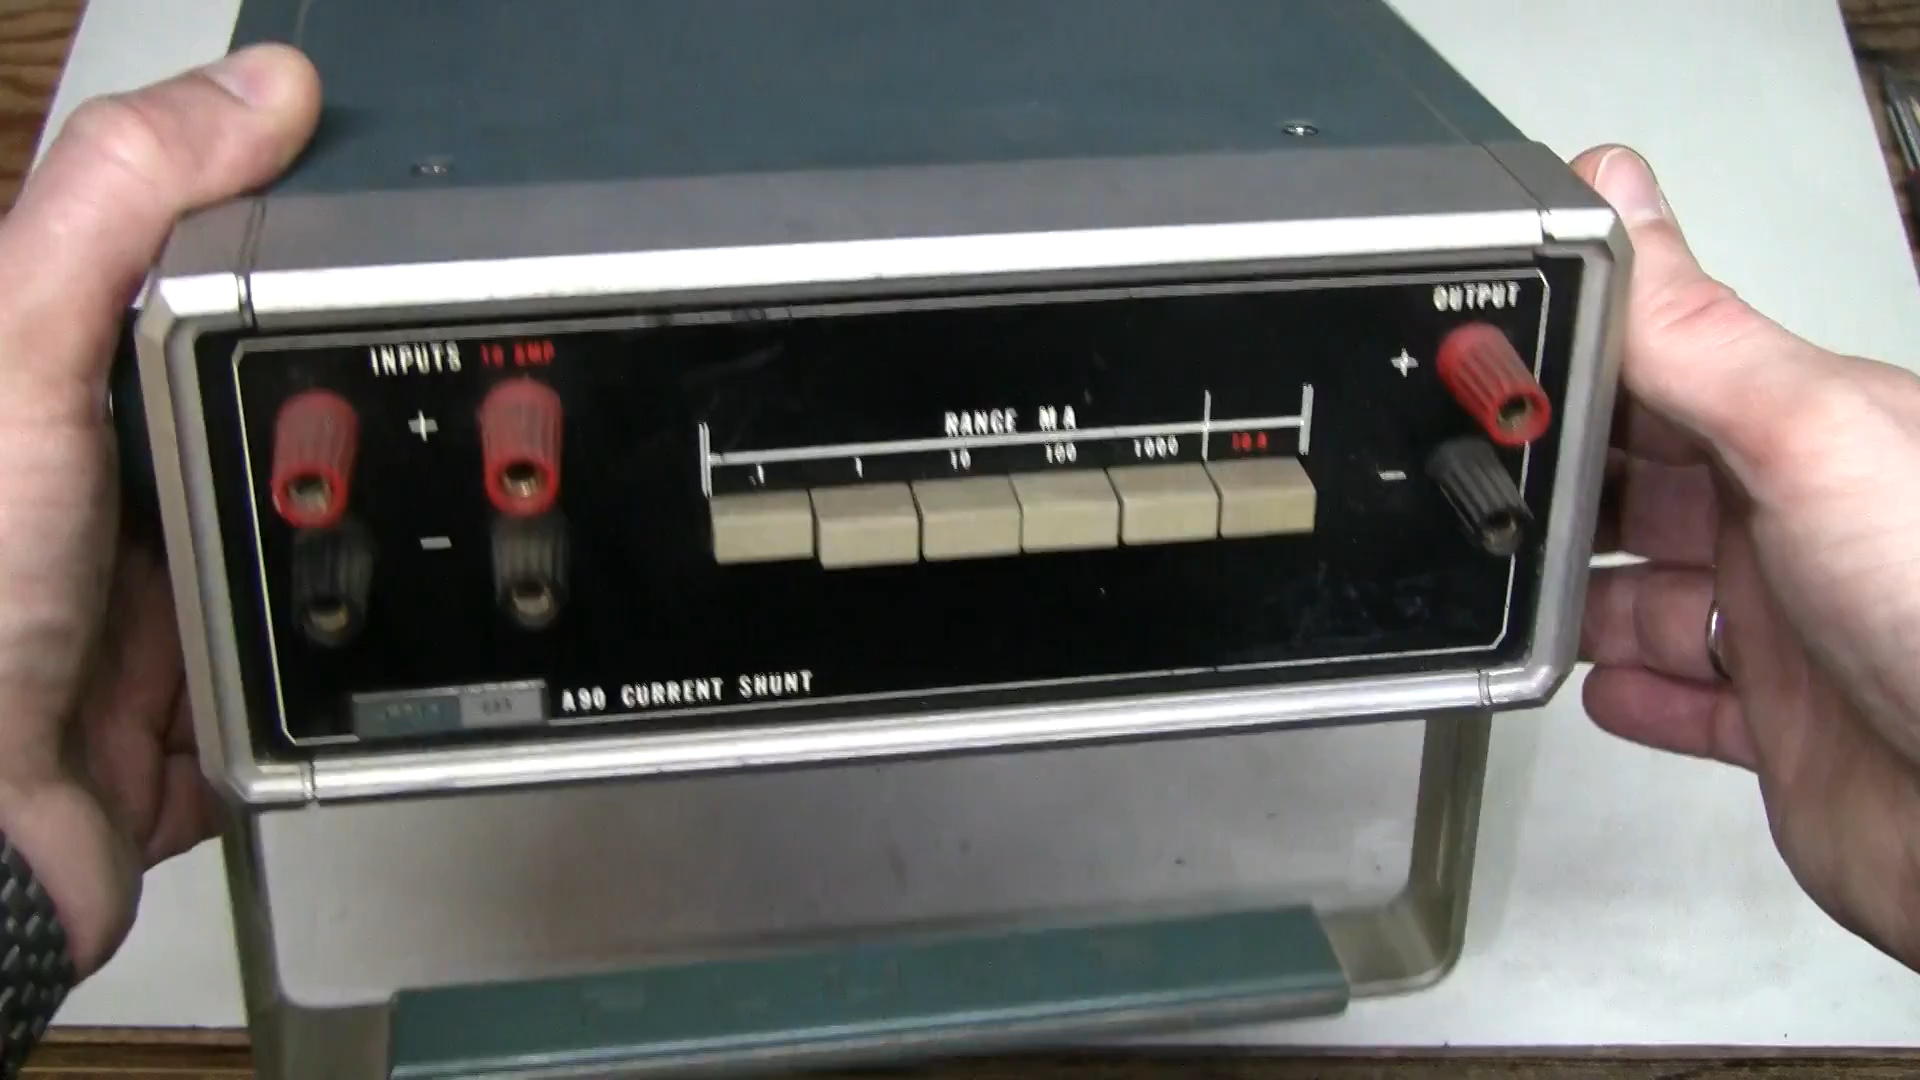 OUTPUT
INPUTS 10 AMP
+ + 
RANGE MA
.1 1 10 100 1000 10 A
- -
A90 CURRENT SHUNT